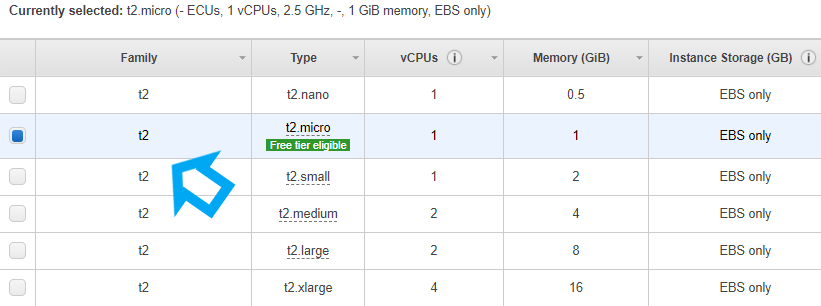 Currently selected: t2.micro (- ECUs, 1 vCPUs, 2.5 GHz, -, 1 GiB memory, EBS only)
Family Type vCPUs i Memory (GiB) Instance Storage (GB) i
t2 t2.nano 1 0.5 EBS only
t2 t2.micro 1 1 EBS only
Free tier eligible
t2 t2.small 1 2 EBS only
t2 t2.medium 2 4 EBS only
t2 t2.large 2 8 EBS only
t2 t2.xlarge 4 16 EBS only